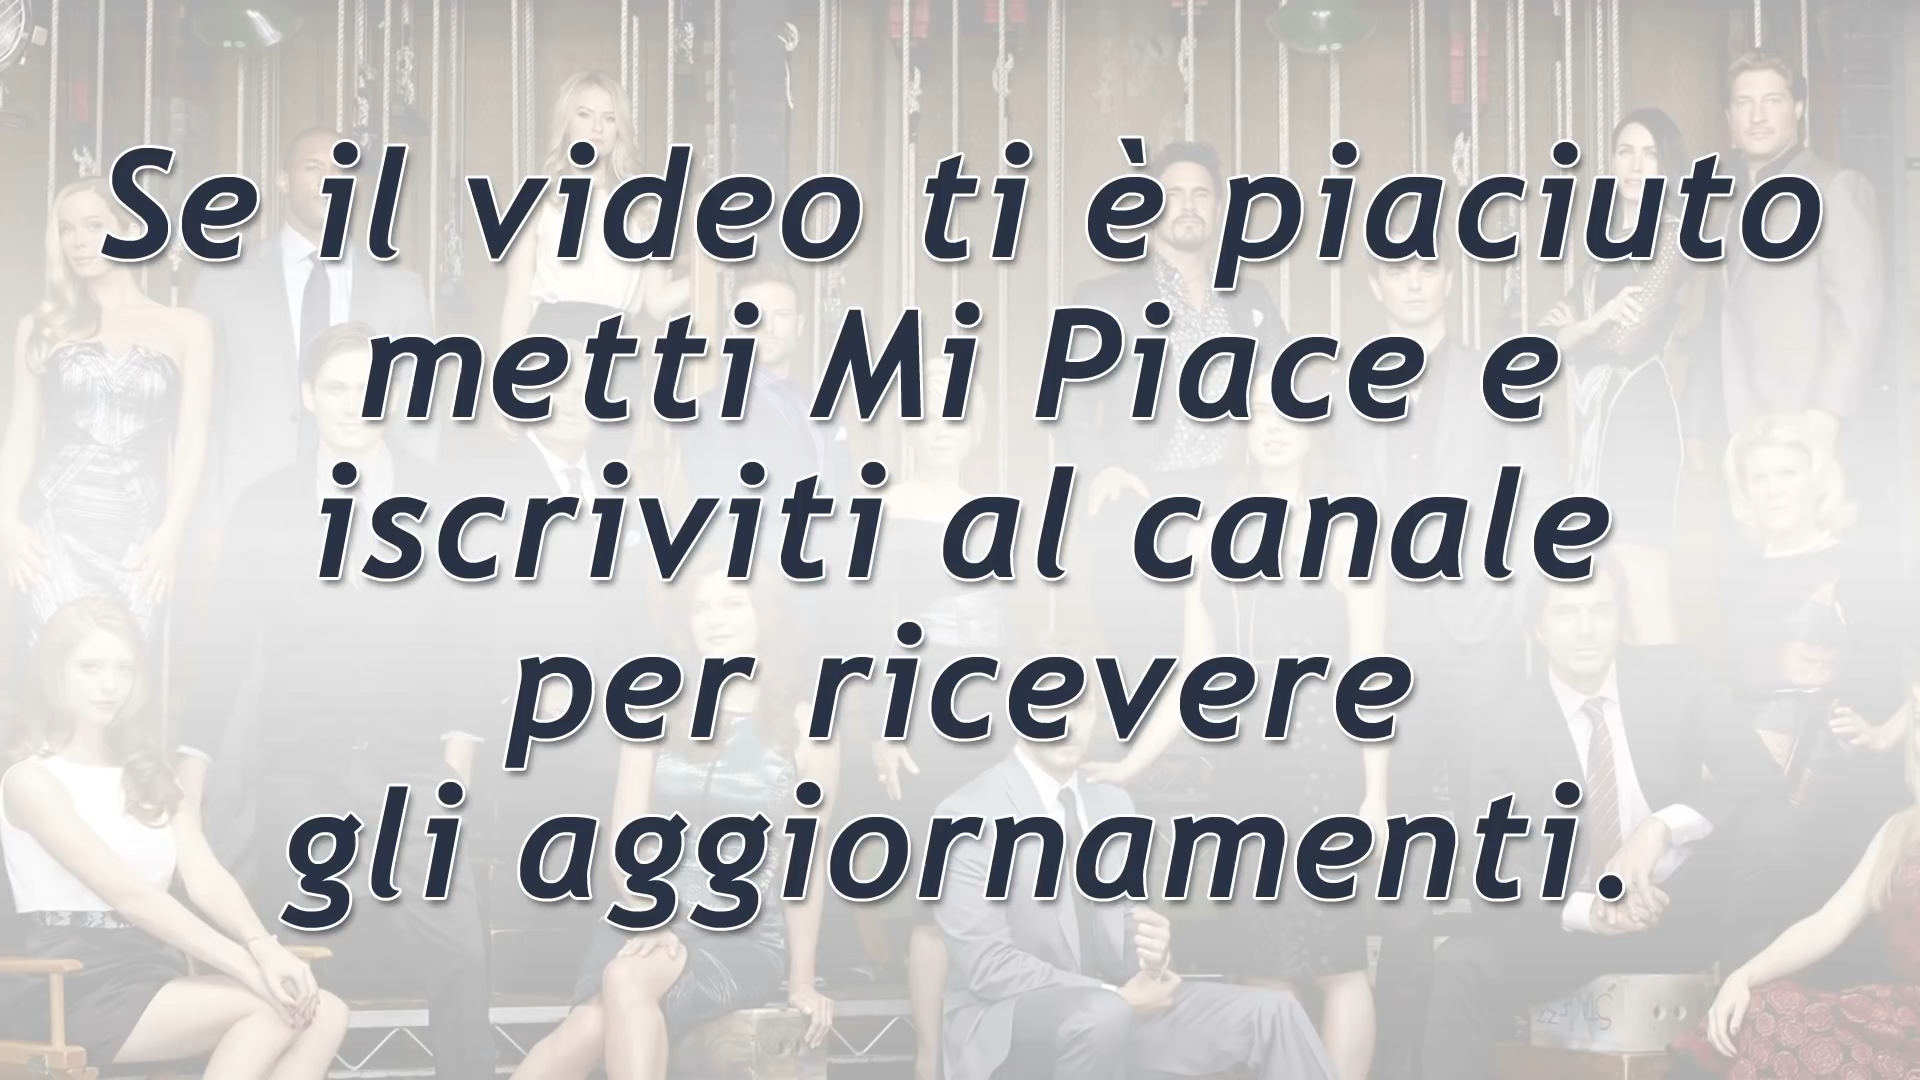 Se il video ti è piaciuto
metti Mi Piace e
iscriviti al canale
per ricevere
gli aggiornamenti.